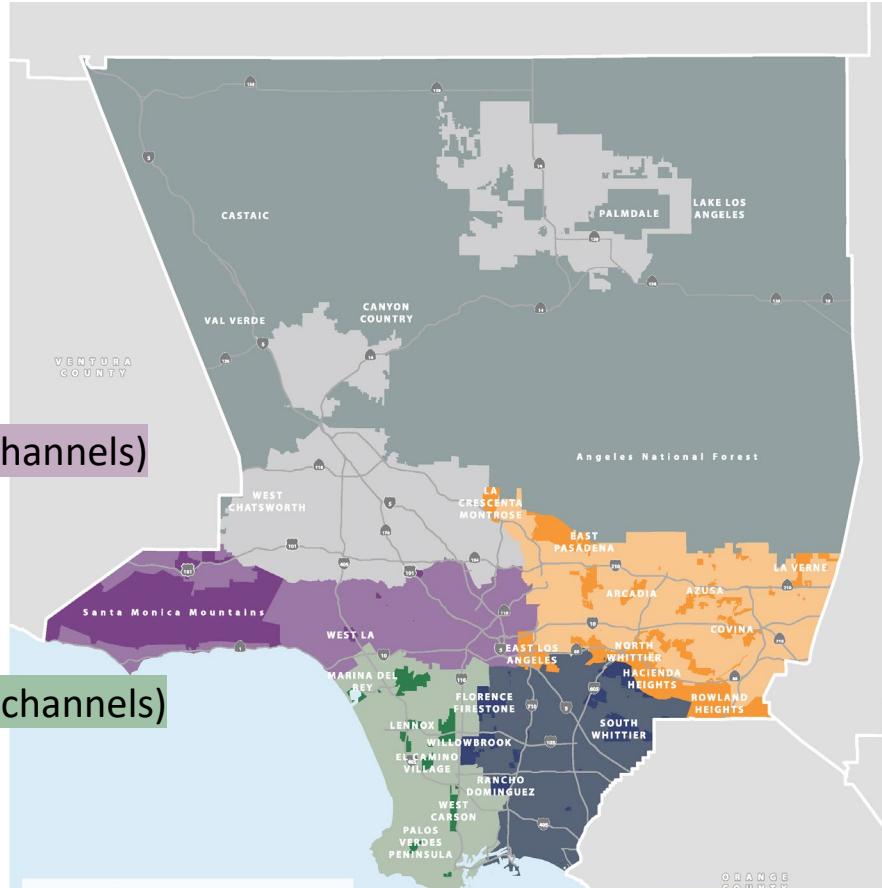 CASTAIC
PALMDALE
LAKE LOS
ANGELES
CANYON
COUNTRY
VAL VERDE
VENTURA
COUNTY
hannels)
Angeles National Forest
WEST
CHATSWORTH
LA
CRESCENTA
MONTROSE
EAST
PASADENA
LA VERNE
ARCADIA
AZUSA
Santa Monica Mountains
WEST LA
COVINA
EAST LOS
ANGELES
NORTH
WHITTIER
HACIENDA
HEIGHTS
ROWLAND
HEIGHTS
MARINA DEL
REY
channels)
FLORENCE
FIRESTONE
SOUTH
WHITTIER
LENNOX
WILLOWBROOK
EL CAMINO
VILLAGE
RANCHO
DOMINGUEZ
WEST
CARSON
PALOS
VERDES
PENINSULA
ORANGE
COUNTY